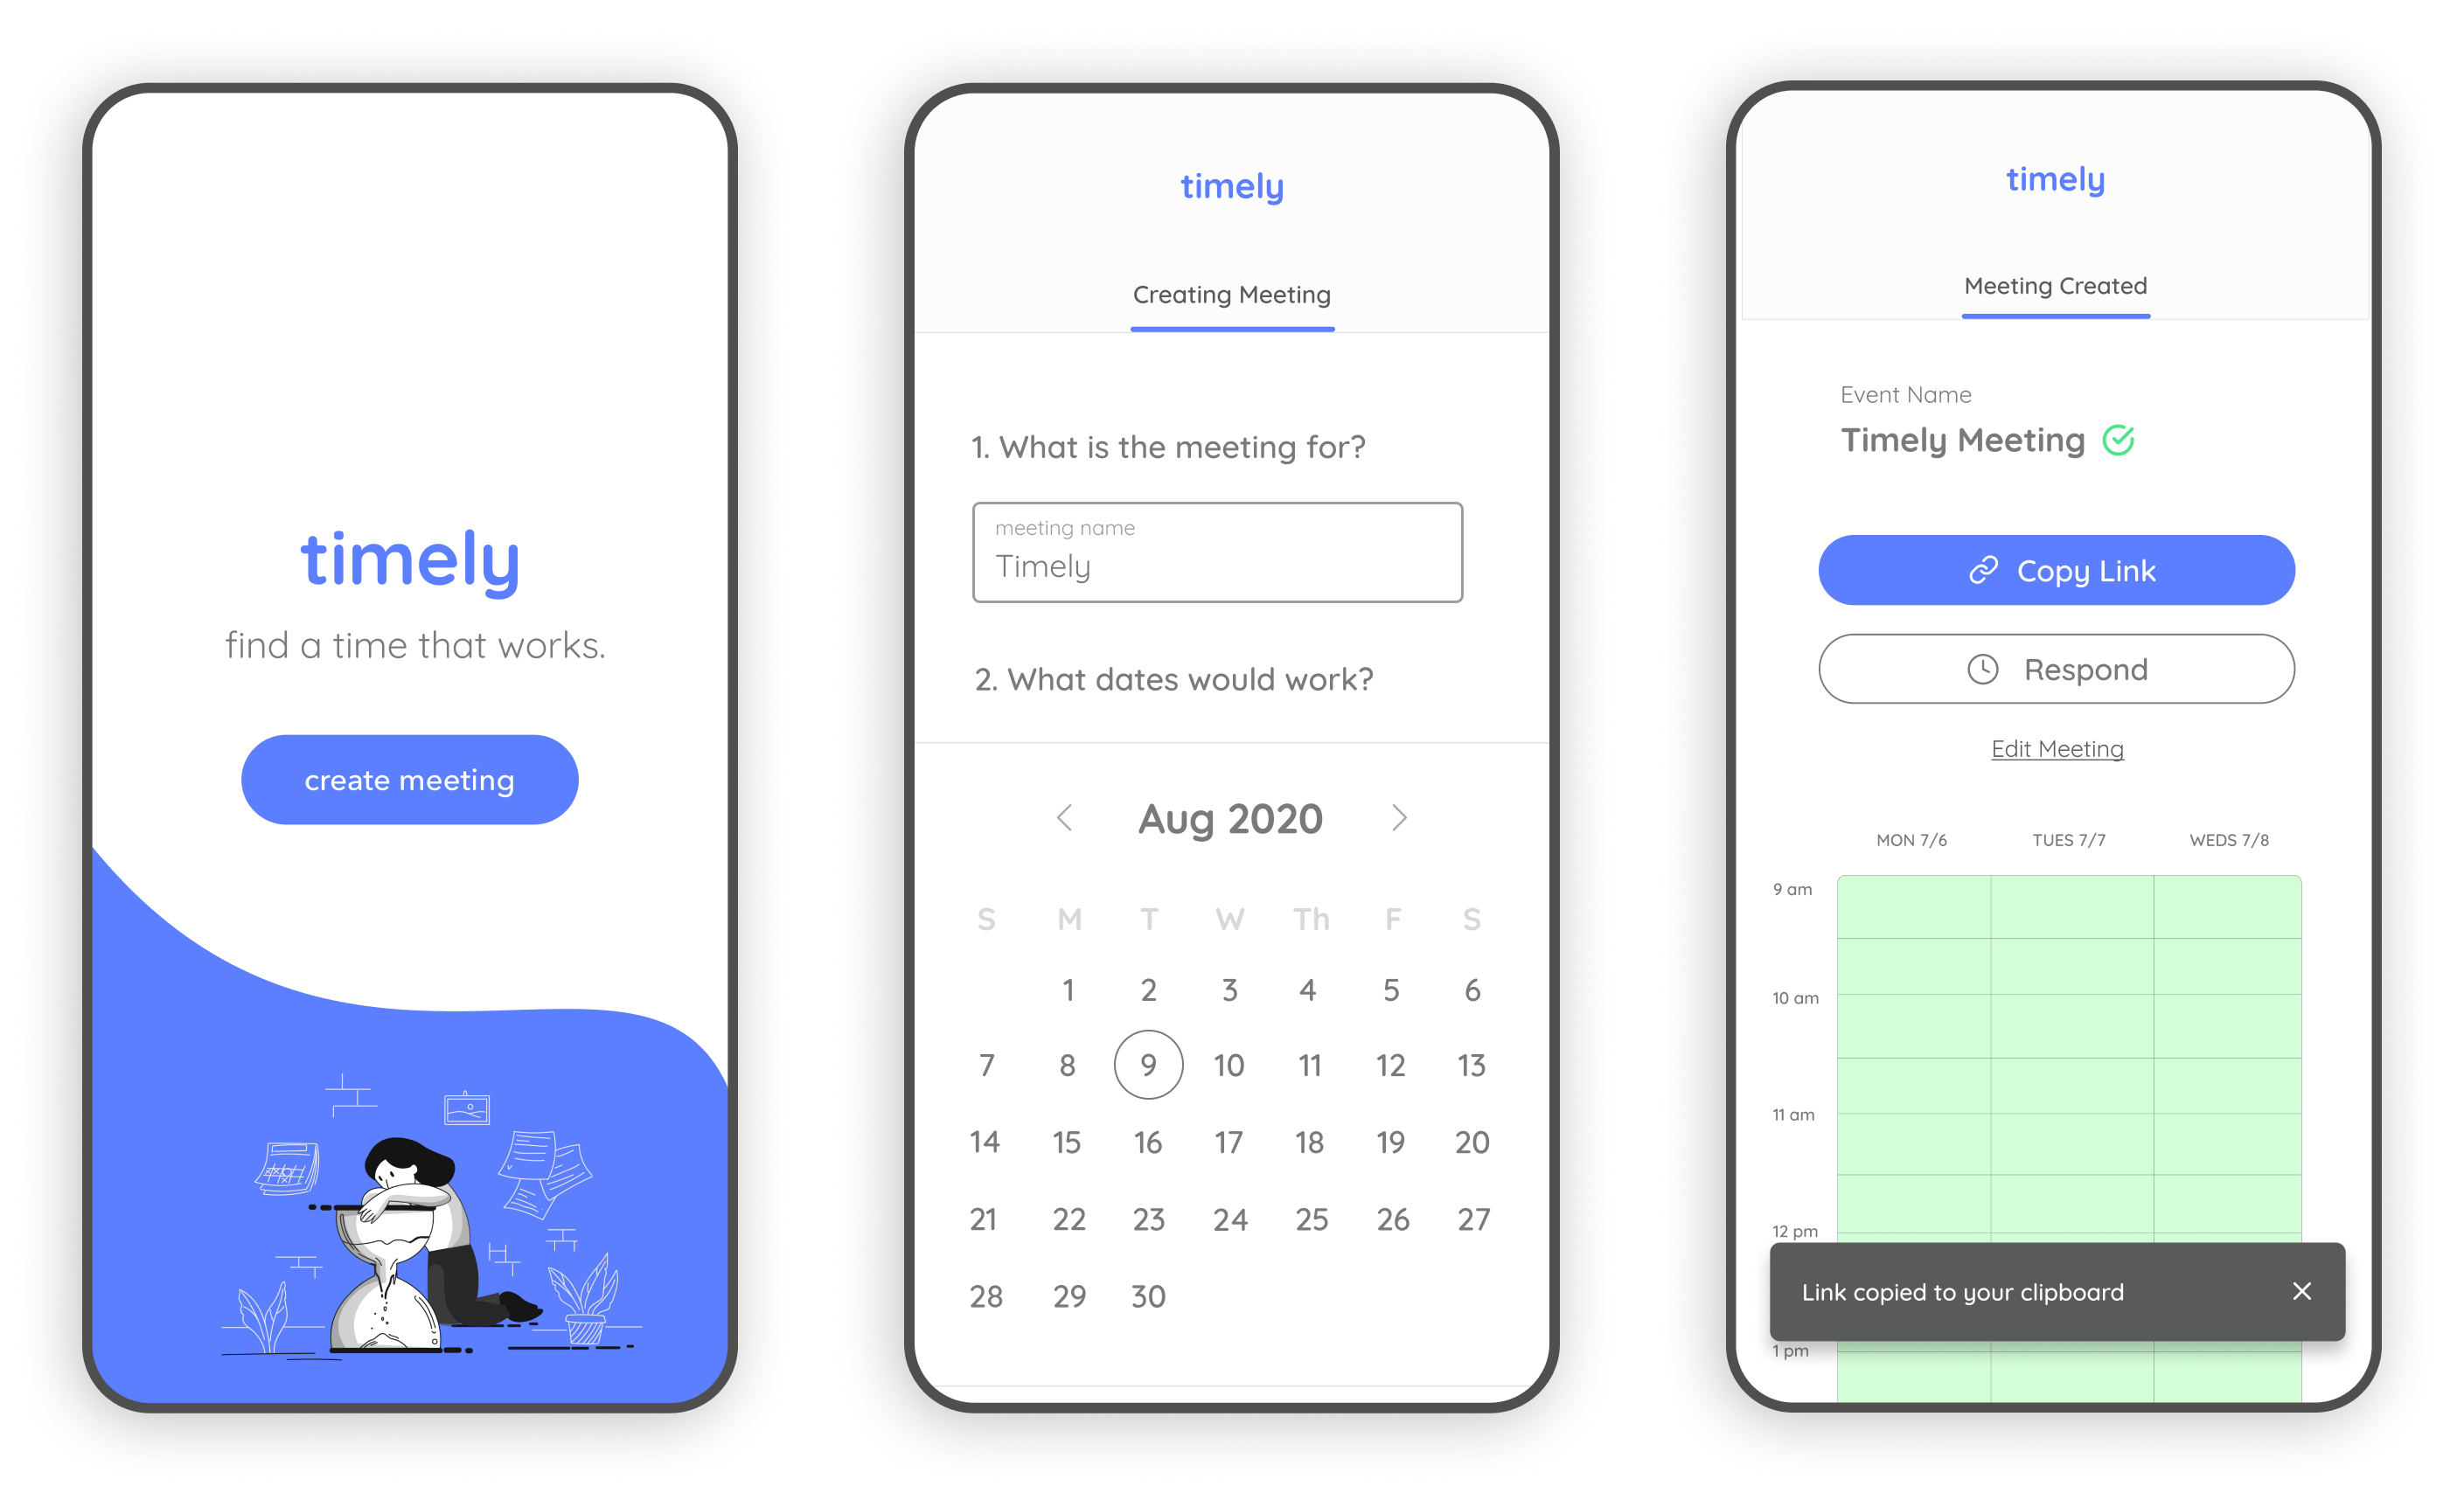 timely
find a time that works.
create meeting
timely
Creating Meeting
1. What is the meeting for?
meeting name
Timely
2. What dates would work?
Aug 2020
S M T W Th F S
1 2 3 4 5 6
7 8 9 10 11 12 13
14 15 16 17 18 19 20
21 22 23 24 25 26 27
28 29 30
timely
Meeting Created
Event Name
Timely Meeting
Copy Link
Respond
Edit Meeting
MON 7/6 TUES 7/7 WEDS 7/8
9 am
10 am
11 am
12 pm
Link copied to your clipboard
1 pm